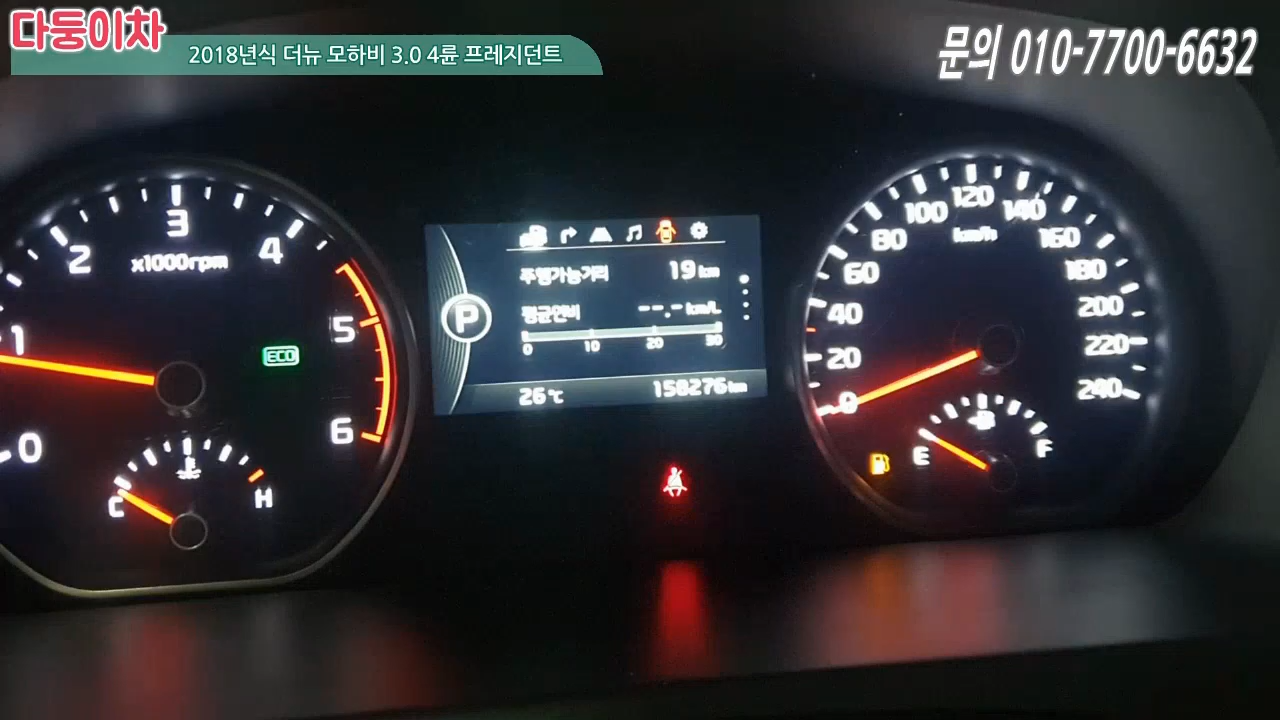 다둥이차
2018년식 더뉴 모하비 3.0 4륜 프레지던트
문의 010-7700-6632
0 1 2 3 4 5 6
x1000rpm
ECO
C H
P
주행가능거리 19 km
평균연비 --.- km/L
0 10 20 30
26 ℃ 158276 km
0 20 40 60 80 100 120 140 160 180 200 220 240
km/h
E F